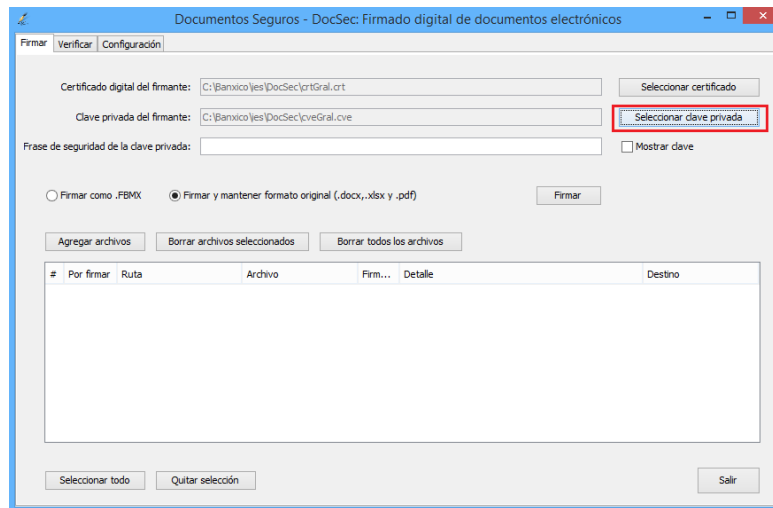 Documentos Seguros - DocSec: Firmado digital de documentos electrónicos
Firmar Verificar Configuración
Certificado digital del firmante: C:\Banxico\ies\DocSec\crtGral.crt Seleccionar certificado
Clave privada del firmante: C:\Banxico\ies\DocSec\cveGral.cve Seleccionar clave privada
Frase de seguridad de la clave privada: Mostrar clave
Firmar como .FBMX Firmar y mantener formato original (.docx,.xlsx y .pdf) Firmar
Agregar archivos Borrar archivos seleccionados Borrar todos los archivos
# Por firmar Ruta Archivo Firm... Detalle Destino
Seleccionar todo Quitar selección Salir